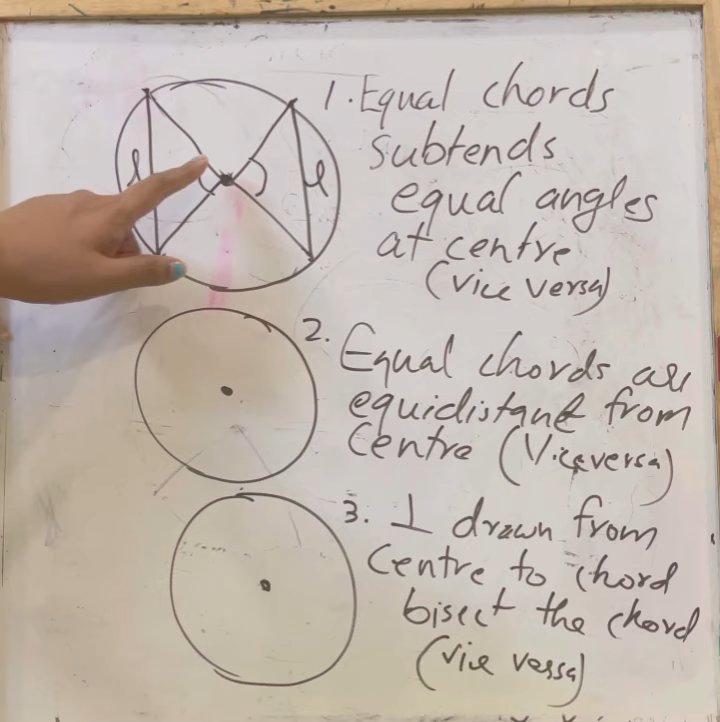 1. Equal chords
subtends
equal angles
at centre
(vice versa)
l
l
2. Equal chords are
equidistant from
Centre (Viceversa)
3. ⊥ drawn from
Centre to chord
bisect the chord
(vice versa)